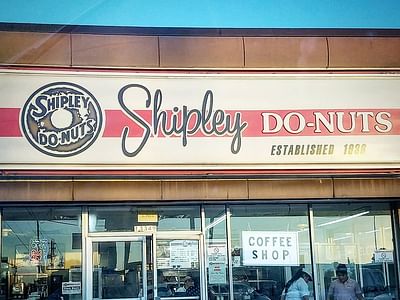 SHIPLEY
DO-NUTS
Shipley DO-NUTS
ESTABLISHED 1936
COFFEE
SHOP